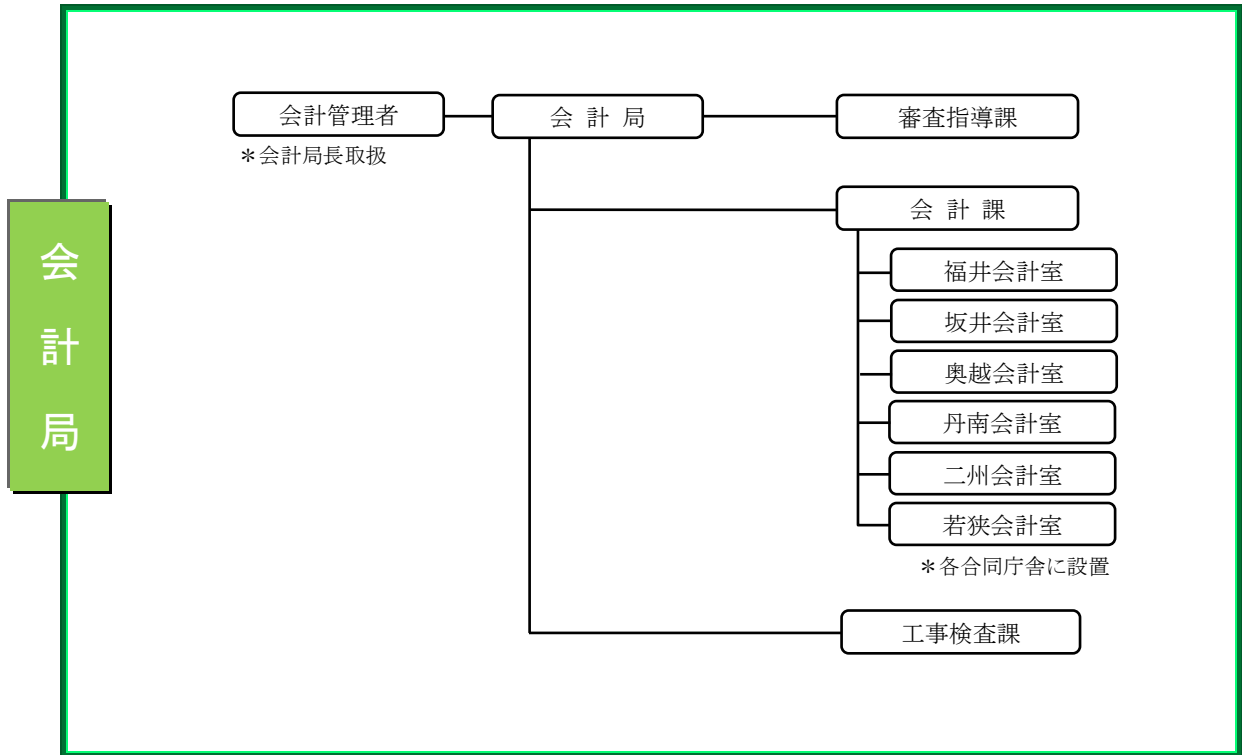 会計局
会計管理者
会 計 局
審査指導課
＊会計局長取扱
会 計 課
福井会計室
坂井会計室
奥越会計室
丹南会計室
二州会計室
若狭会計室
＊各合同庁舎に設置
工事検査課